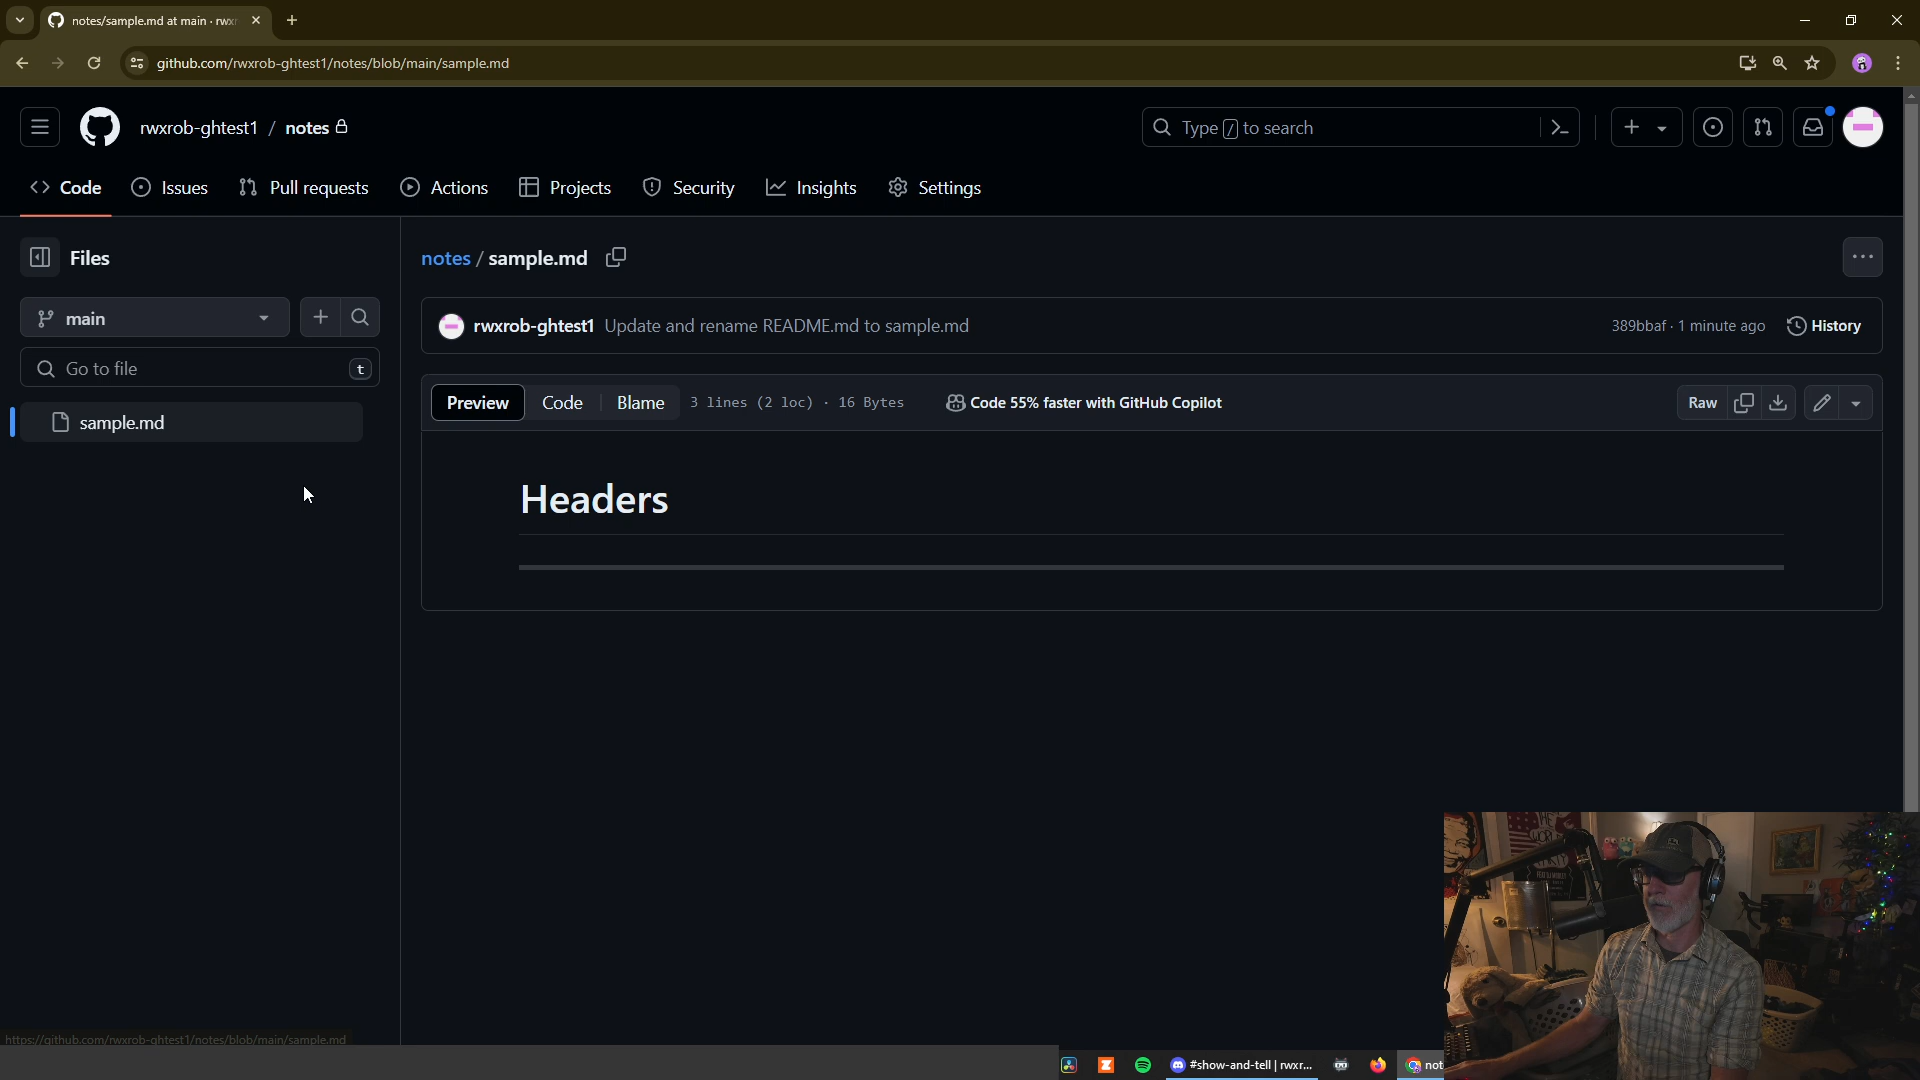 notes/sample.md at main · rwx
github.com/rwxrob-ghtest1/notes/blob/main/sample.md
rwxrob-ghtest1 / notes
Type / to search
Code
Issues
Pull requests
Actions
Projects
Security
Insights
Settings
Files
main
Go to file
t
sample.md
notes / sample.md
rwxrob-ghtest1 Update and rename README.md to sample.md
389bbaf · 1 minute ago
History
Preview
Code
Blame
3 lines (2 loc) · 16 Bytes
Code 55% faster with GitHub Copilot
Raw
Headers
https://github.com/rwxrob-ghtest1/notes/blob/main/sample.md
#show-and-tell | rwxr...
not